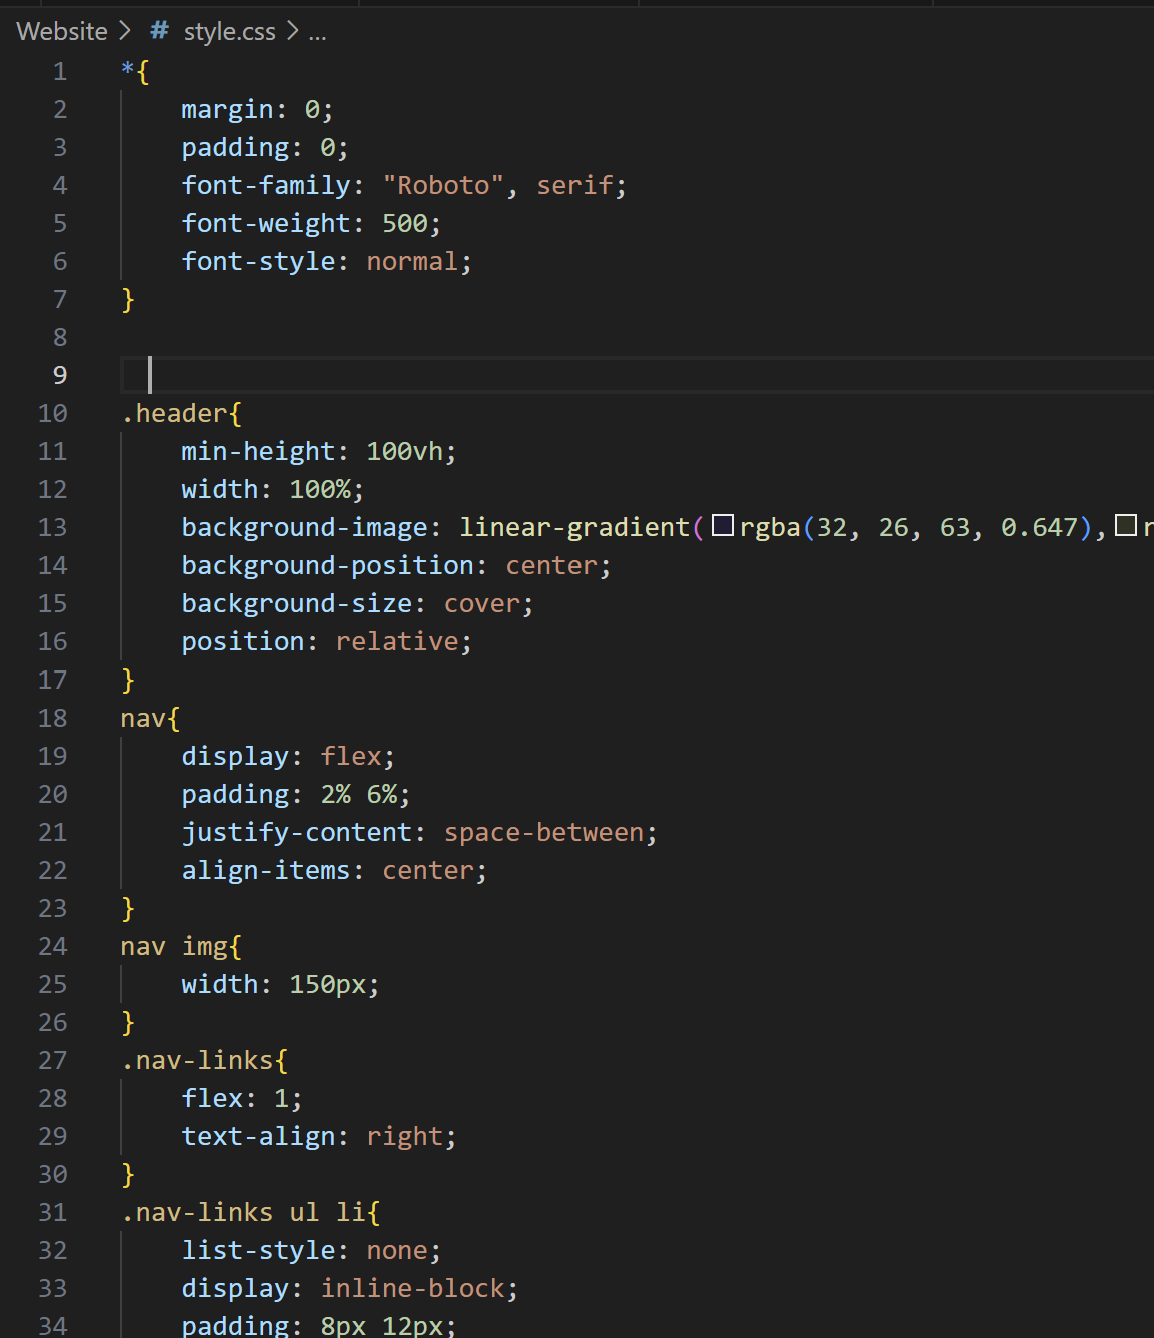 Website > # style.css > ...
1 *{
2 margin: 0;
3 padding: 0;
4 font-family: "Roboto", serif;
5 font-weight: 500;
6 font-style: normal;
7 }
8
9
10 .header{
11 min-height: 100vh;
12 width: 100%;
13 background-image: linear-gradient(rgba(32, 26, 63, 0.647),r
14 background-position: center;
15 background-size: cover;
16 position: relative;
17 }
18 nav{
19 display: flex;
20 padding: 2% 6%;
21 justify-content: space-between;
22 align-items: center;
23 }
24 nav img{
25 width: 150px;
26 }
27 .nav-links{
28 flex: 1;
29 text-align: right;
30 }
31 .nav-links ul li{
32 list-style: none;
33 display: inline-block;
34 padding: 8px 12px;